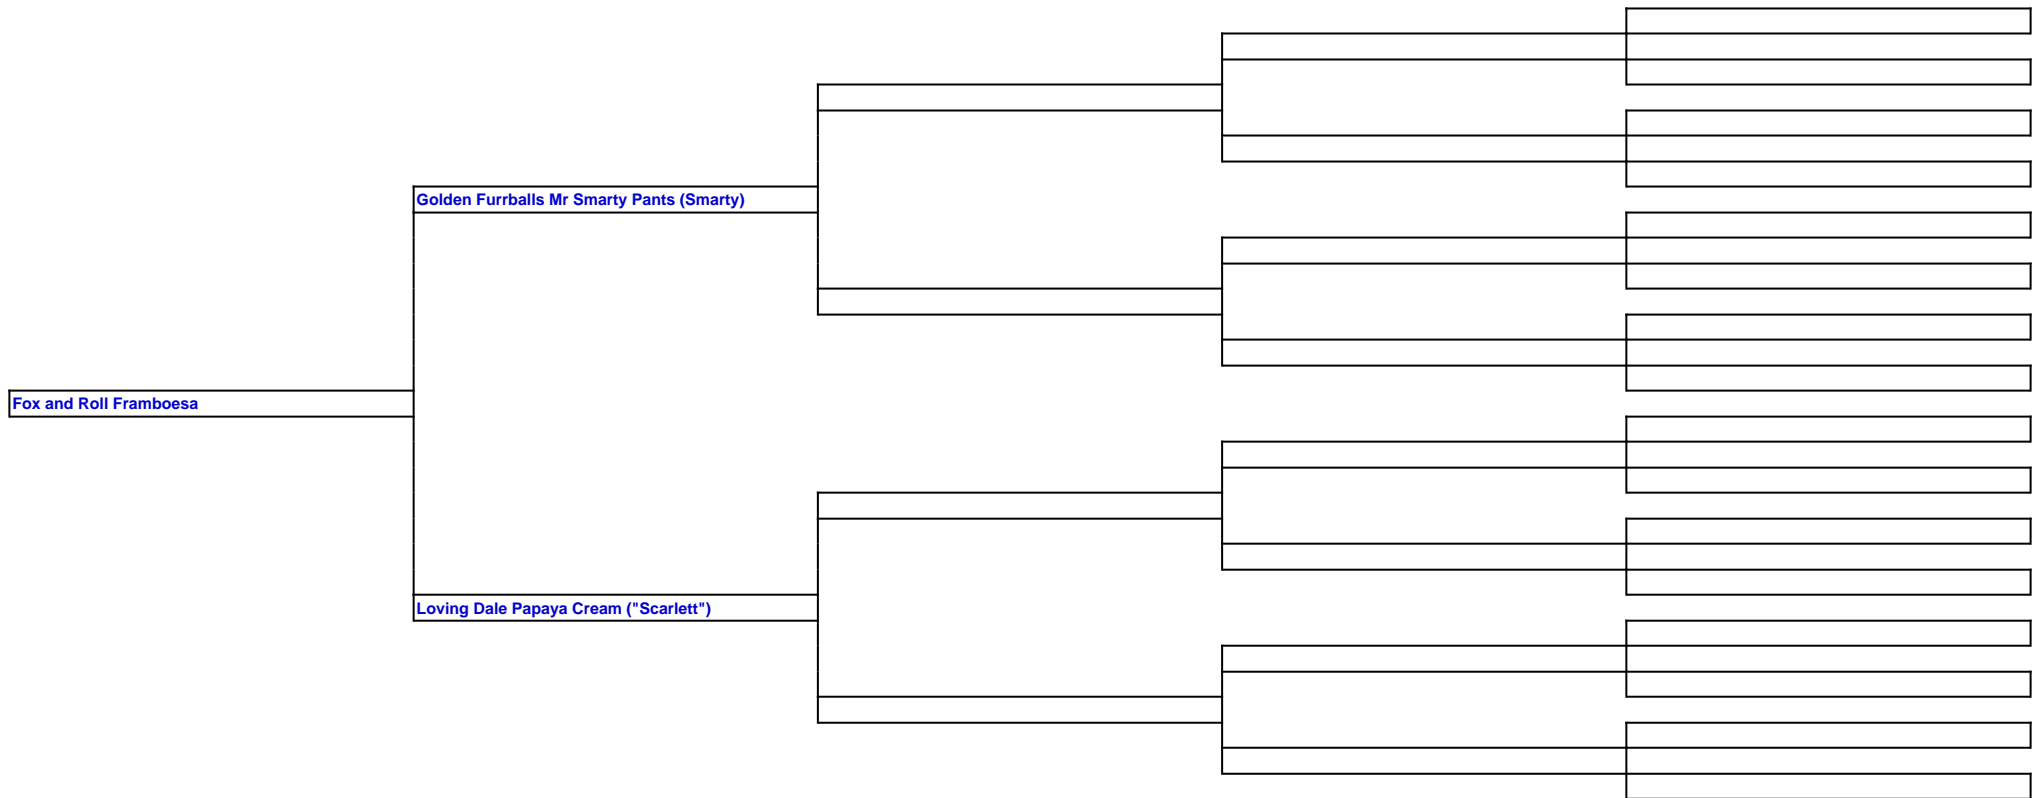 Golden Furrballs Mr Smarty Pants (Smarty)
Fox and Roll Framboesa
Loving Dale Papaya Cream ("Scarlett")